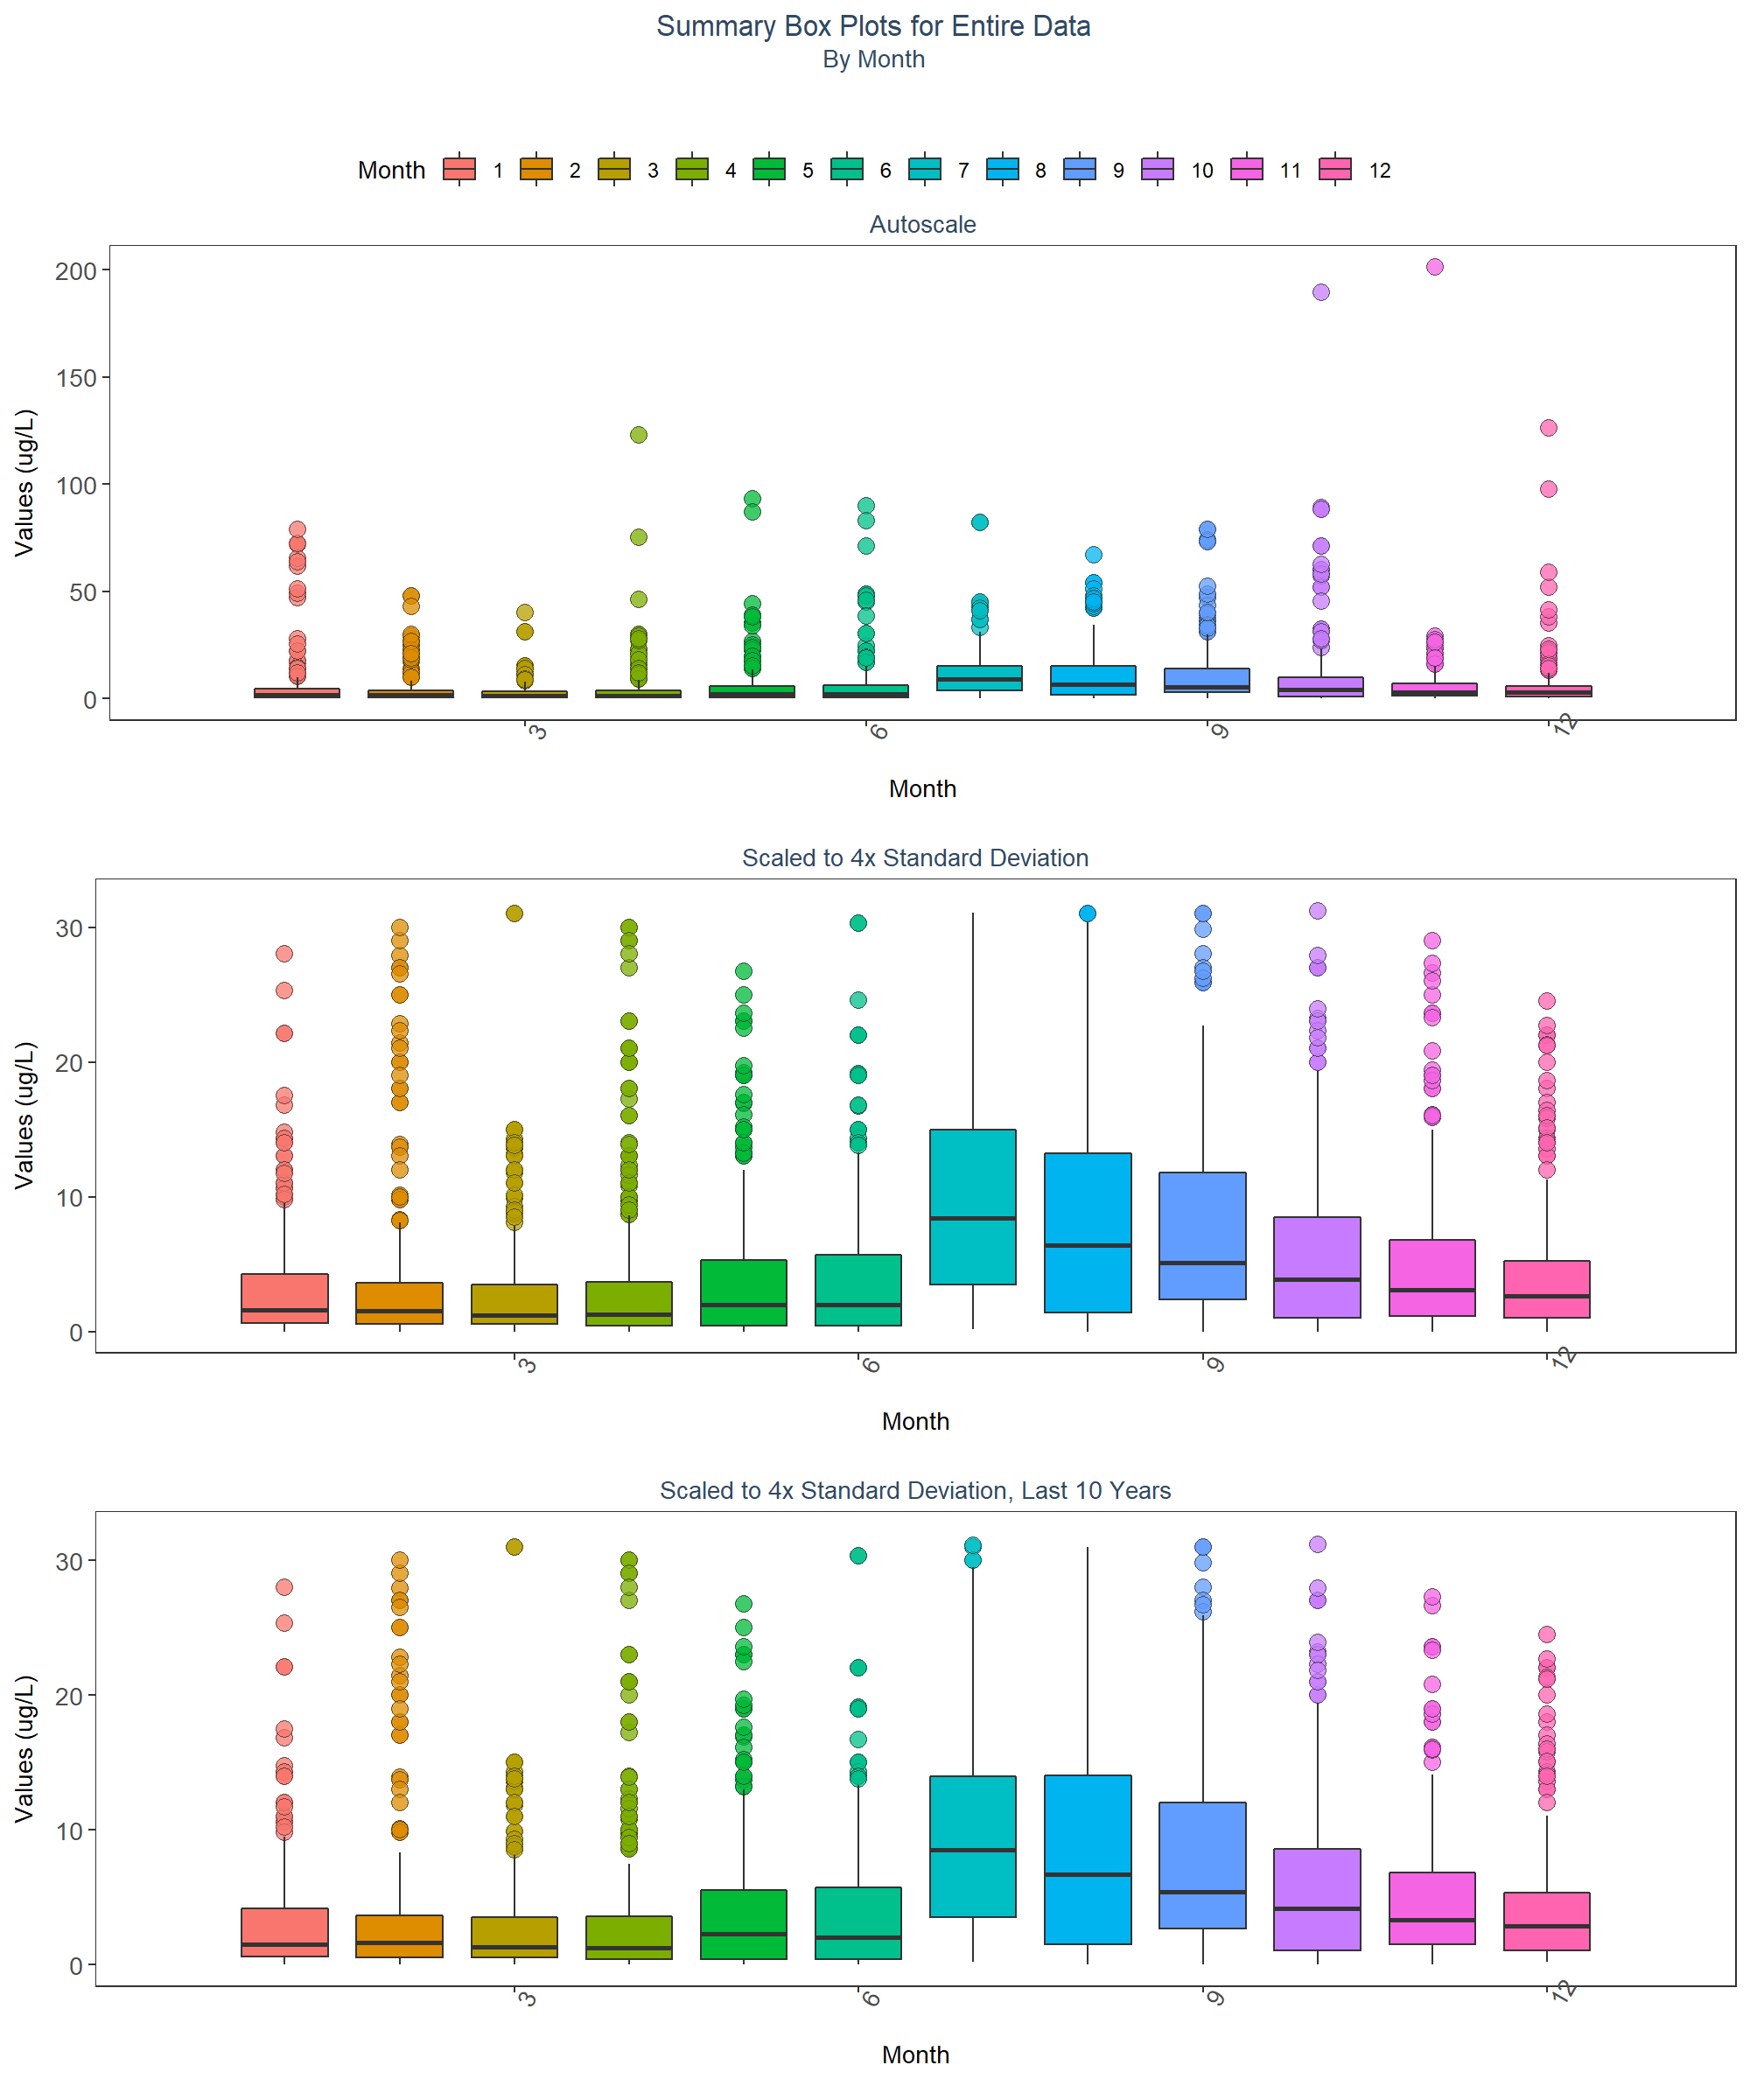 Summary Box Plots for Entire Data
By Month
Month 1 2 3 4 5 6 7 8 9 10 11 12
Autoscale
Values (ug/L)
200
150
100
50
0
3 6 9 12
Month
Scaled to 4x Standard Deviation
Values (ug/L)
30
20
10
0
3 6 9 12
Month
Scaled to 4x Standard Deviation, Last 10 Years
Values (ug/L)
30
20
10
0
3 6 9 12
Month